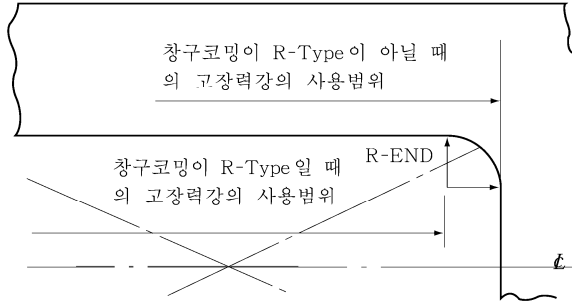 창구코밍이 R-Type이 아닐 때
의 고장력강의 사용범위
창구코밍이 R-Type일 때
의 고장력강의 사용범위
R-END
℄